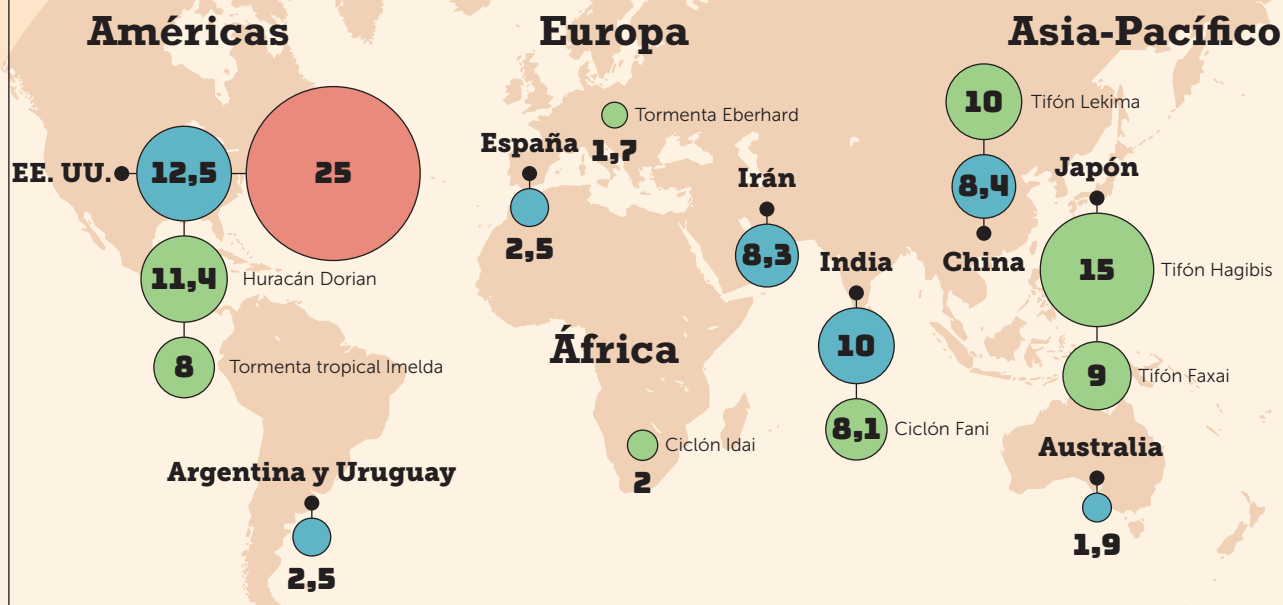 Américas
EE. UU.
12,5
25
11,4
Huracán Dorian
8
Tormenta tropical Imelda
Argentina y Uruguay
2,5
Europa
Tormenta Eberhard
1,7
España
2,5
África
Ciclón Idai
2
Asia-Pacífico
Irán
8,3
India
10
8,1
Ciclón Fani
10
Tifón Lekima
8,4
China
Japón
15
Tifón Hagibis
9
Tifón Faxai
Australia
1,9